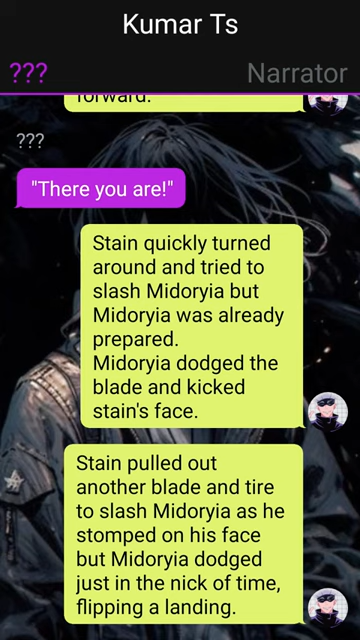 Kumar Ts
???
Narrator
forward.
???
"There you are!"
Stain quickly turned
around and tried to
slash Midoryia but
Midoryia was already
prepared.
Midoryia dodged the
blade and kicked
stain's face.
Stain pulled out
another blade and tire
to slash Midoryia as he
stomped on his face
but Midoryia dodged
just in the nick of time,
flipping a landing.